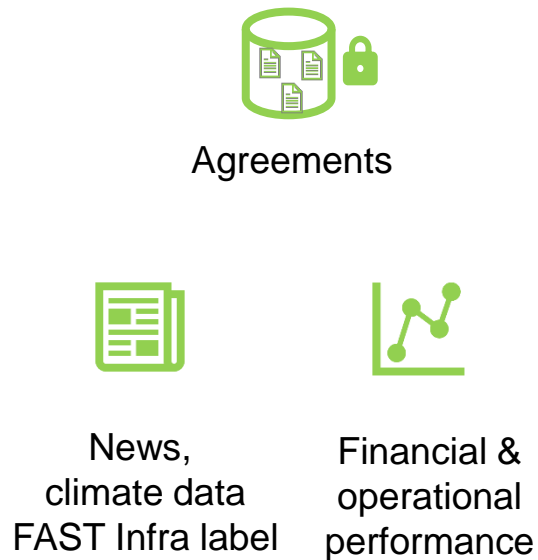 Agreements
News,
climate data
FAST Infra label
Financial &
operational
performance